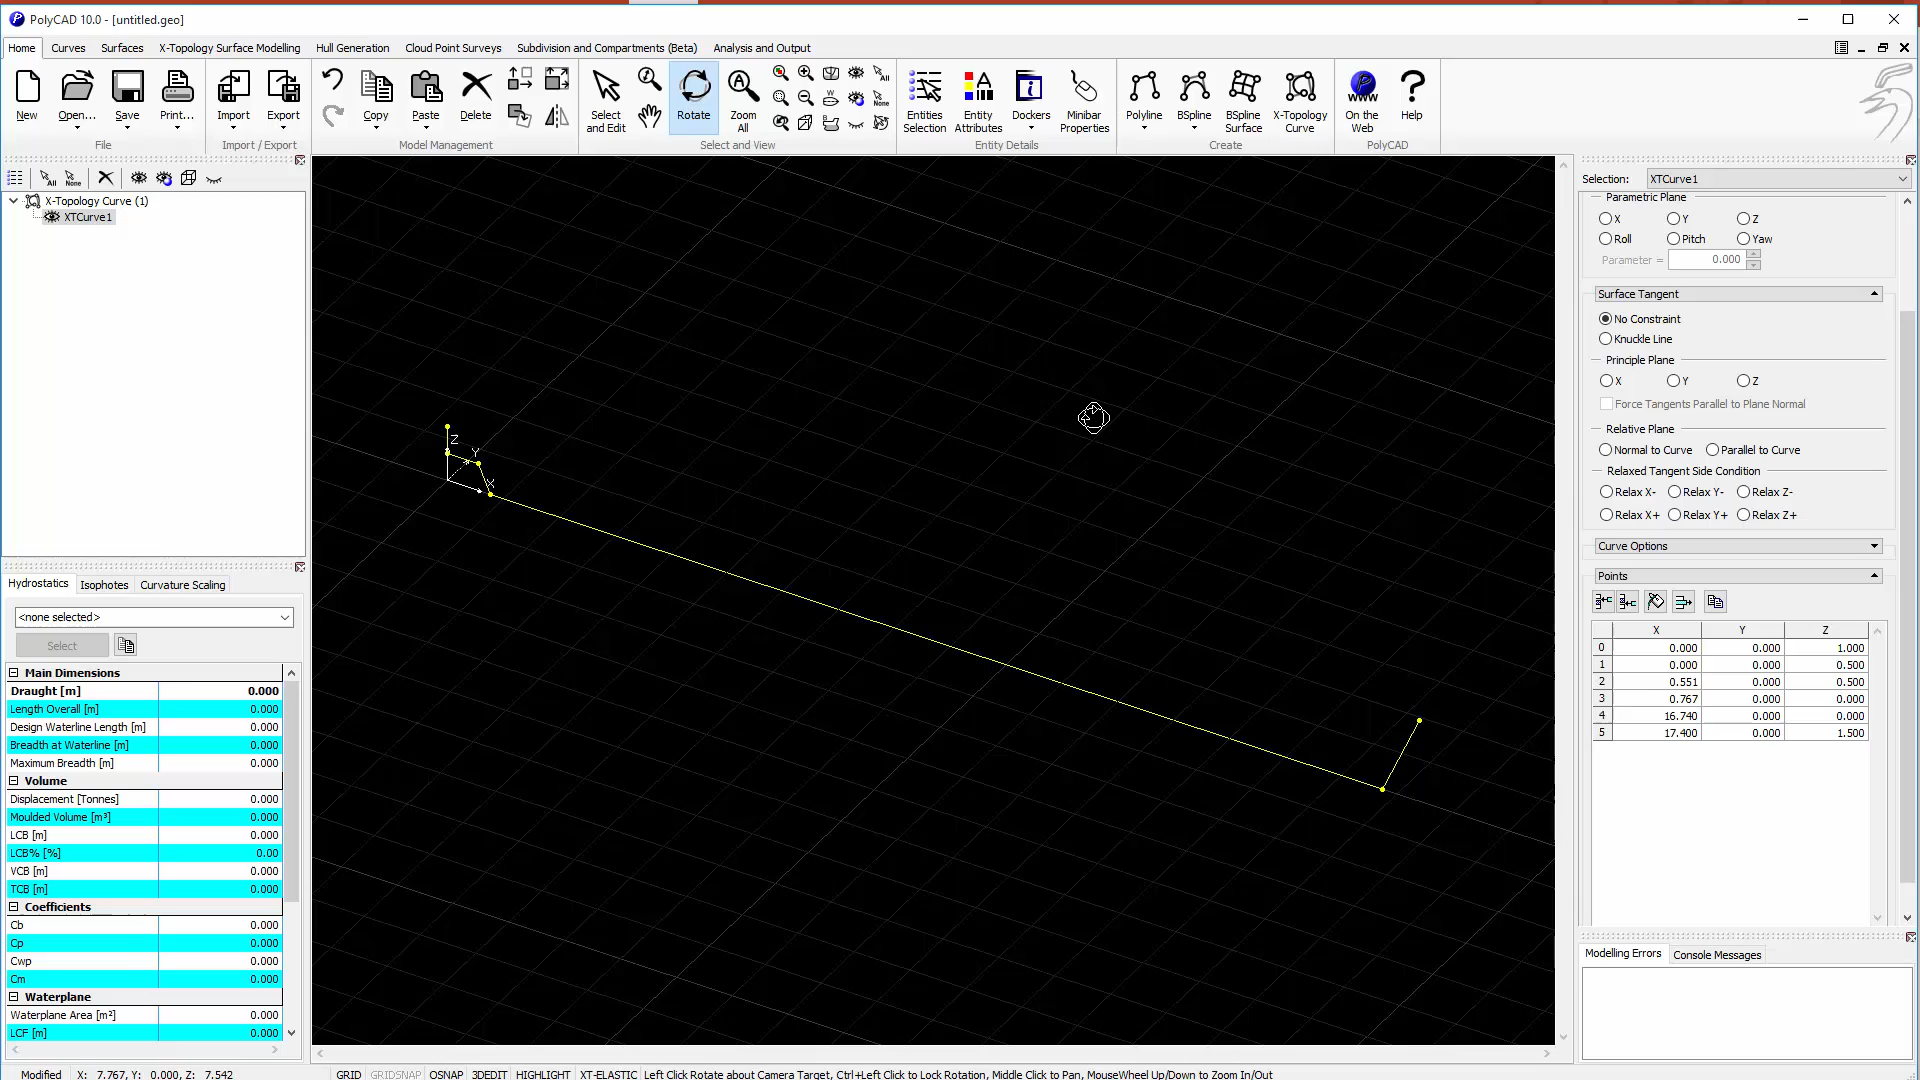 PolyCAD 10.0 - [untitled.geo]
Home Curves Surfaces X-Topology Surface Modelling Hull Generation Cloud Point Surveys Subdivision and Compartments (Beta) Analysis and Output
New Open... Save Print... Import Export Copy Paste Delete Select and Edit Rotate Zoom All Entities Selection Entity Attributes Dockers Minibar Properties Polyline BSpline BSpline Surface X-Topology Curve On the Web Help
File Import / Export Model Management Select and View Entity Details Create PolyCAD
All None
X-Topology Curve (1)
XTCurve1
Z
Y
X
Hydrostatics Isophotes Curvature Scaling
<none selected>
Select
Main Dimensions
Draught [m] 0.000
Length Overall [m] 0.000
Design Waterline Length [m] 0.000
Breadth at Waterline [m] 0.000
Maximum Breadth [m] 0.000
Volume
Displacement [Tonnes] 0.000
Moulded Volume [m³] 0.000
LCB [m] 0.000
LCB% [%] 0.00
VCB [m] 0.000
TCB [m] 0.000
Coefficients
Cb 0.000
Cp 0.000
Cwp 0.000
Cm 0.000
Waterplane
Waterplane Area [m²] 0.000
LCF [m] 0.000
Selection: XTCurve1
Parametric Plane
X Y Z
Roll Pitch Yaw
Parameter = 0.000
Surface Tangent
No Constraint
Knuckle Line
Principle Plane
X Y Z
Force Tangents Parallel to Plane Normal
Relative Plane
Normal to Curve Parallel to Curve
Relaxed Tangent Side Condition
Relax X- Relax Y- Relax Z-
Relax X+ Relax Y+ Relax Z+
Curve Options
Points
X Y Z
0 0.000 0.000 1.000
1 0.000 0.000 0.500
2 0.551 0.000 0.500
3 0.767 0.000 0.000
4 16.740 0.000 0.000
5 17.400 0.000 1.500
Modelling Errors Console Messages
Modified X: 7.767, Y: 0.000, Z: 7.542 GRID GRIDSNAP OSNAP 3DEDIT HIGHLIGHT XT-ELASTIC Left Click Rotate about Camera Target, Ctrl+Left Click to Lock Rotation, Middle Click to Pan, MouseWheel Up/Down to Zoom In/Out